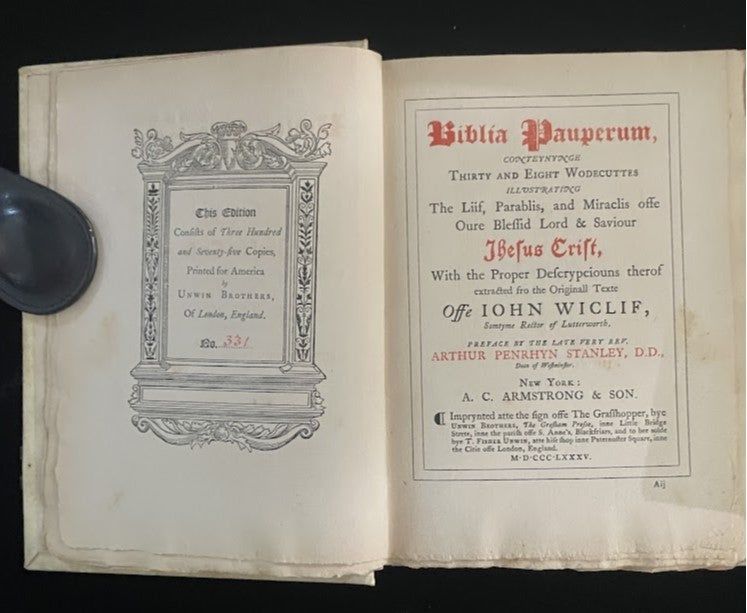 This Edition
Consists of Three Hundred
and Seventy-five Copies,
Printed for America
by
UNWIN BROTHERS,
Of London, England.
No. 331
Biblia Pauperum,
CONTEYNYNGE
THIRTY AND EIGHT WODECUTTES
ILLVSTRATING
The Liif, Parablis, and Miraclis offe
Oure Bleſſid Lord & Saviour
Jheſus Criſt,
With the Proper Deſcrypciouns therof
extracted fro the Originall Texte
Offe IOHN WICLIF,
Somtyme Rector of Lutterworth.
PREFACE BY THE LATE VERY REV.
ARTHUR PENRHYN STANLEY, D.D.,
Dean of Weſtminſter.
NEW YORK:
A. C. ARMSTRONG & SON.
¶ Imprynted atte the ſign offe The Graſſhopper, bye
UNWIN BROTHERS, The Greſham Preſſe, inne Little Bridge
Strete, inne the pariſh offe S. Anne's, Blackfriars, and to bee solde
bye T. FISHER UNWIN, atte hiſe ſhop inne Paternoſter Square, inne
the Citie offe London, England.
M·D·CCC·LXXXV.
Aij